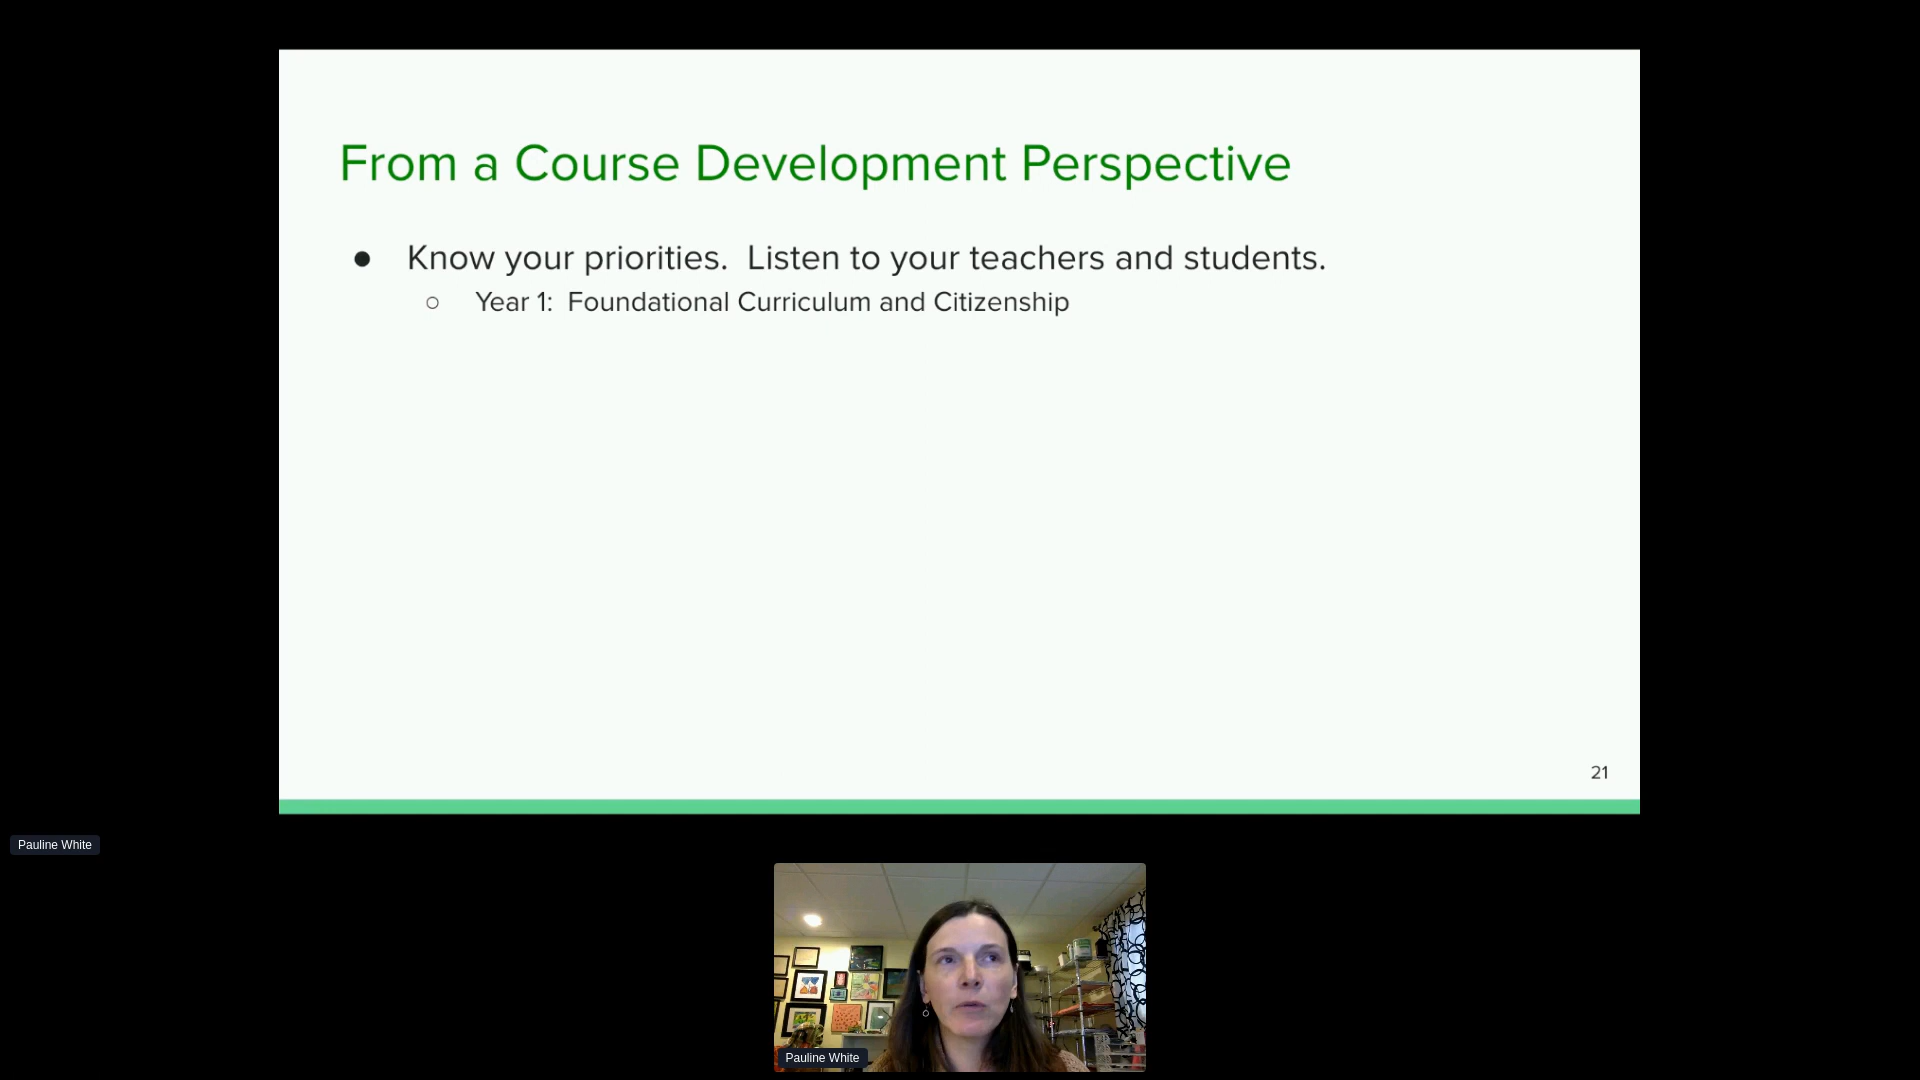 From a Course Development Perspective
● Know your priorities.  Listen to your teachers and students.
○ Year 1:  Foundational Curriculum and Citizenship
21
Pauline White
Pauline White